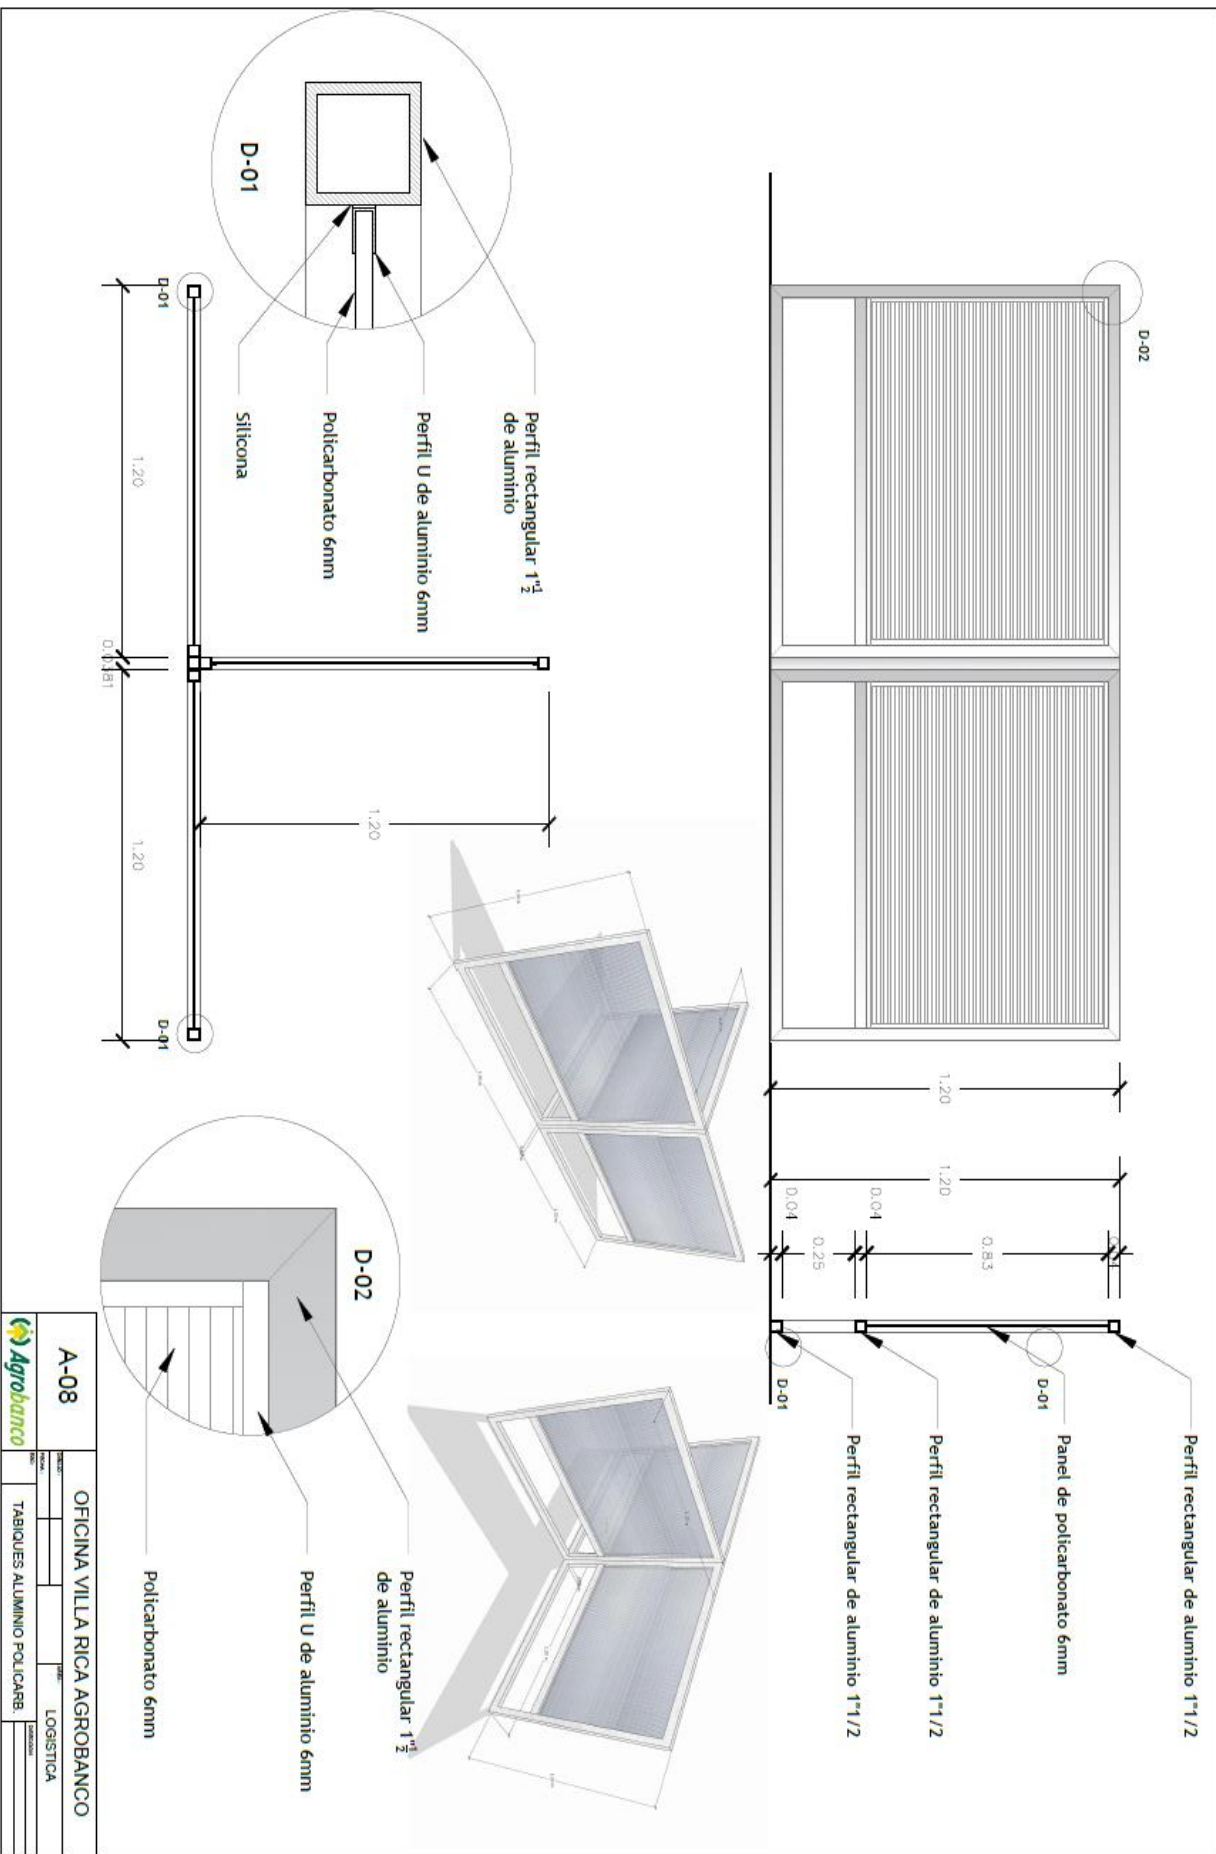 D-02
1.20
1.20
0.04
0.25
0.04
0.83
Perfil rectangular de aluminio 1"1/2
Panel de policarbonato 6mm
Perfil rectangular de aluminio 1"1/2
Perfil rectangular de aluminio 1"1/2
D-01
D-01
D-01
Perfil rectangular 1"1/2
de aluminio
Perfil U de aluminio 6mm
Policarbonato 6mm
Silicona
D-01
D-01
1.20
0.0381
1.20
1.20
D-02
Perfil rectangular 1"1/2
de aluminio
Perfil U de aluminio 6mm
Policarbonato 6mm
A-08
Agrobanco
OFICINA VILLA RICA AGROBANCO
LOGISTICA
TABIQUES ALUMINIO POLICARB.